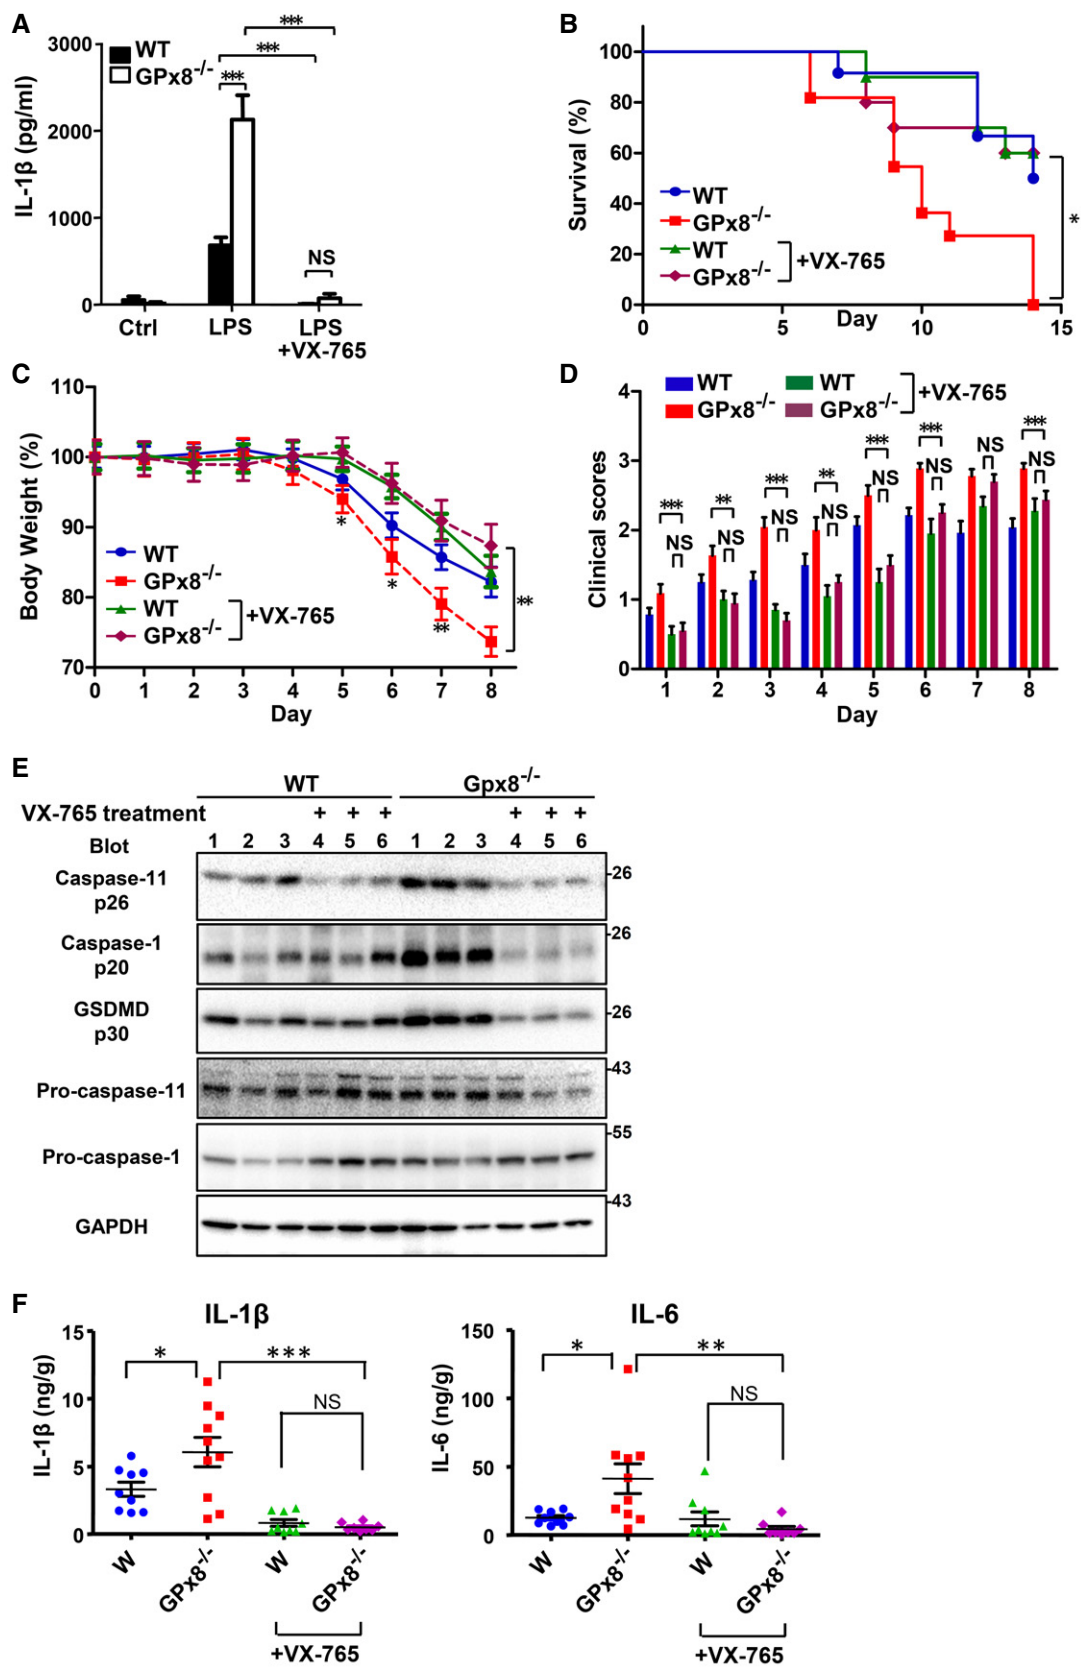 A
IL-1β (pg/ml)
3000
2000
1000
0
WT
GPx8-/-
***
***
***
NS
Ctrl
LPS
LPS
+VX-765
B
Survival (%)
100
80
60
40
20
0
WT
GPx8-/-
WT
GPx8-/-
+VX-765
*
0
5
10
15
Day
C
Body Weight (%)
110
100
90
80
70
WT
GPx8-/-
WT
GPx8-/-
+VX-765
*
*
**
**
0 1 2 3 4 5 6 7 8
Day
D
Clinical scores
4
3
2
1
0
WT
GPx8-/-
WT
GPx8-/-
+VX-765
***
NS
**
NS
***
NS
**
NS
***
NS
***
NS
NS
***
NS
1 2 3 4 5 6 7 8
Day
E
WT
Gpx8-/-
VX-765 treatment + + + + + +
Blot 1 2 3 4 5 6 1 2 3 4 5 6
Caspase-11
p26
26
Caspase-1
p20
26
GSDMD
p30
26
Pro-caspase-11
43
Pro-caspase-1
55
GAPDH
43
F
IL-1β
IL-1β (ng/g)
15
10
5
0
*
***
NS
W
GPx8-/-
W
GPx8-/-
+VX-765
IL-6
IL-6 (ng/g)
150
100
50
0
*
**
NS
W
GPx8-/-
W
GPx8-/-
+VX-765